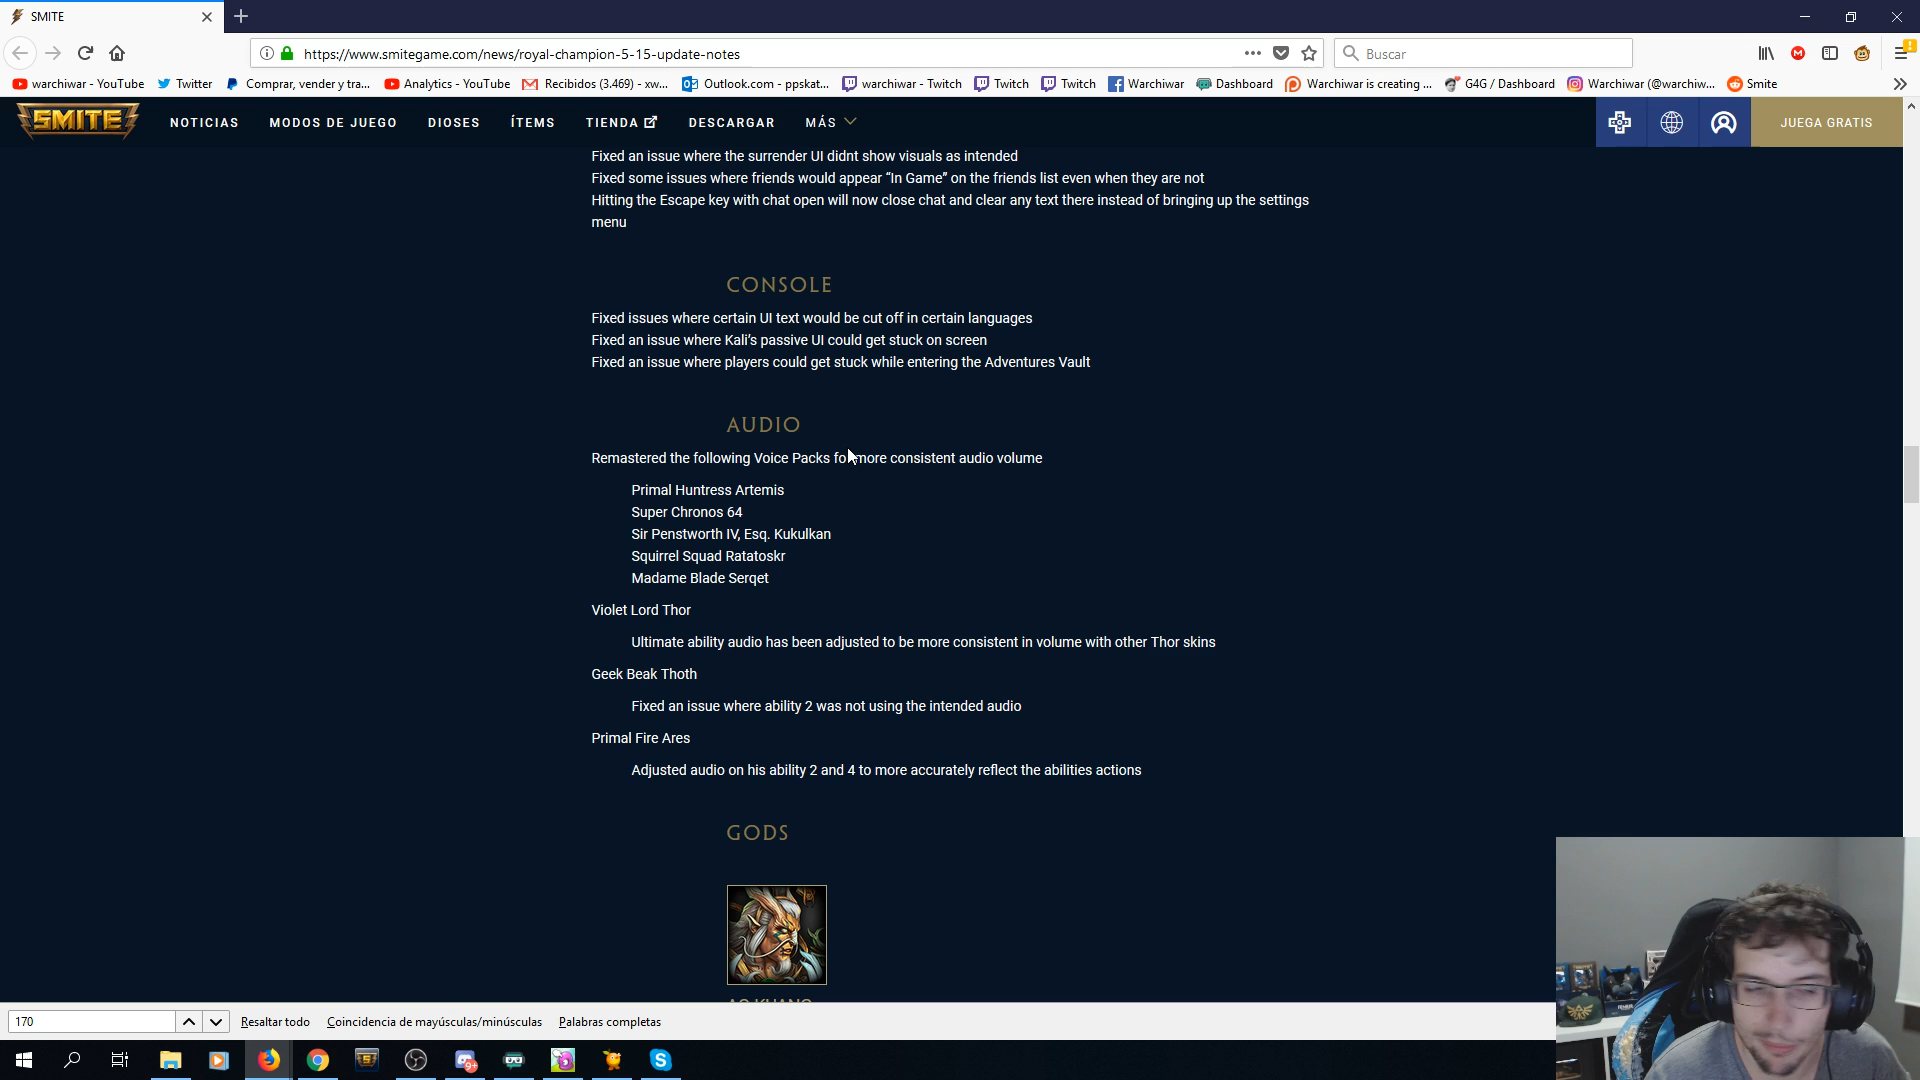 SMITE
https://www.smitegame.com/news/royal-champion-5-15-update-notes
Buscar
warchiwar - YouTube
Twitter
Comprar, vender y tra...
Analytics - YouTube
Recibidos (3.469) - xw...
Outlook.com - ppskat...
warchiwar - Twitch
Twitch
Twitch
Warchiwar
Dashboard
Warchiwar is creating ...
G4G / Dashboard
Warchiwar (@warchiw...
Smite
SMITE
NOTICIAS
MODOS DE JUEGO
DIOSES
ÍTEMS
TIENDA
DESCARGAR
MÁS
JUEGA GRATIS
Fixed an issue where the surrender UI didnt show visuals as intended
Fixed some issues where friends would appear “In Game” on the friends list even when they are not
Hitting the Escape key with chat open will now close chat and clear any text there instead of bringing up the settings
menu
CONSOLE
Fixed issues where certain UI text would be cut off in certain languages
Fixed an issue where Kali’s passive UI could get stuck on screen
Fixed an issue where players could get stuck while entering the Adventures Vault
AUDIO
Remastered the following Voice Packs for more consistent audio volume
Primal Huntress Artemis
Super Chronos 64
Sir Penstworth IV, Esq. Kukulkan
Squirrel Squad Ratatoskr
Madame Blade Serqet
Violet Lord Thor
Ultimate ability audio has been adjusted to be more consistent in volume with other Thor skins
Geek Beak Thoth
Fixed an issue where ability 2 was not using the intended audio
Primal Fire Ares
Adjusted audio on his ability 2 and 4 to more accurately reflect the abilities actions
GODS
170
Resaltar todo
Coincidencia de mayúsculas/minúsculas
Palabras completas
9+